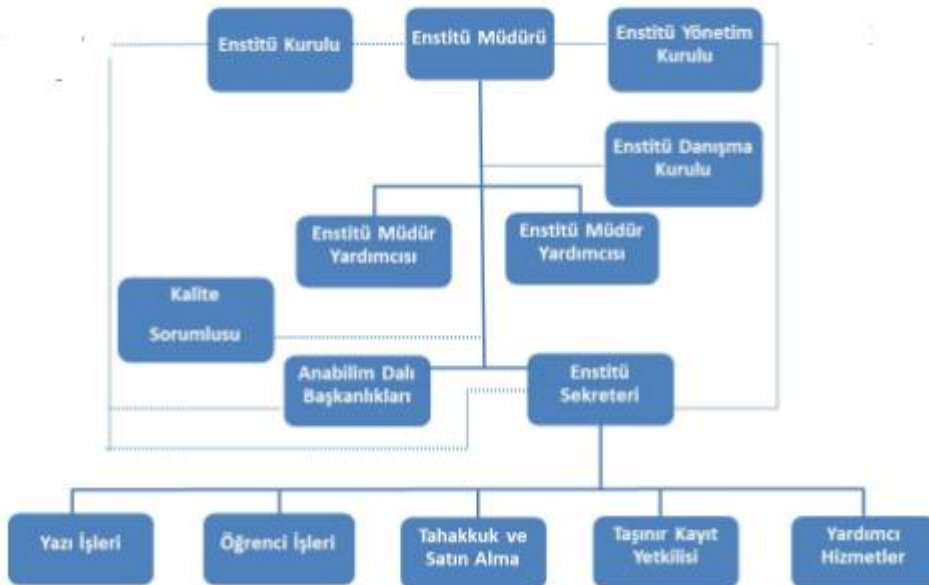 Enstitü Kurulu
Enstitü Müdürü
Enstitü Yönetim
Kurulu
Enstitü Danışma
Kurulu
Enstitü Müdür
Yardımcısı
Enstitü Müdür
Yardımcısı
Kalite
Sorumlusu
Anabilim Dalı
Başkanlıkları
Enstitü
Sekreteri
Yazı İşleri
Öğrenci İşleri
Tahakkuk ve
Satın Alma
Taşınır Kayıt
Yetkilisi
Yardımcı
Hizmetler